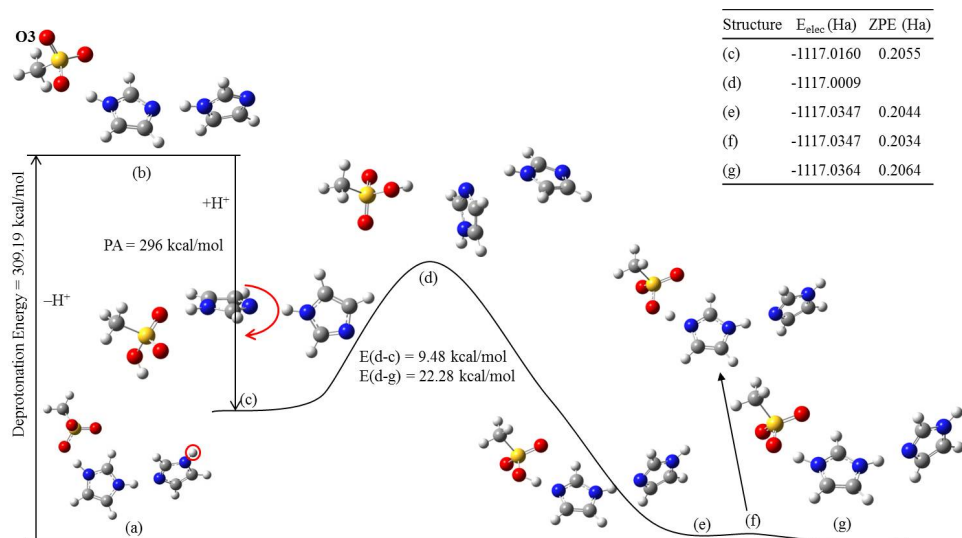 O3
Structure E_elec (Ha) ZPE (Ha)
(c) -1117.0160 0.2055
(d) -1117.0009
(e) -1117.0347 0.2044
(f) -1117.0347 0.2034
(g) -1117.0364 0.2064
(b)
+H⁺
PA = 296 kcal/mol
Deprotonation Energy = 309.19 kcal/mol
–H⁺
(d)
E(d-c) = 9.48 kcal/mol
E(d-g) = 22.28 kcal/mol
(c)
(a)
(e)
(f)
(g)